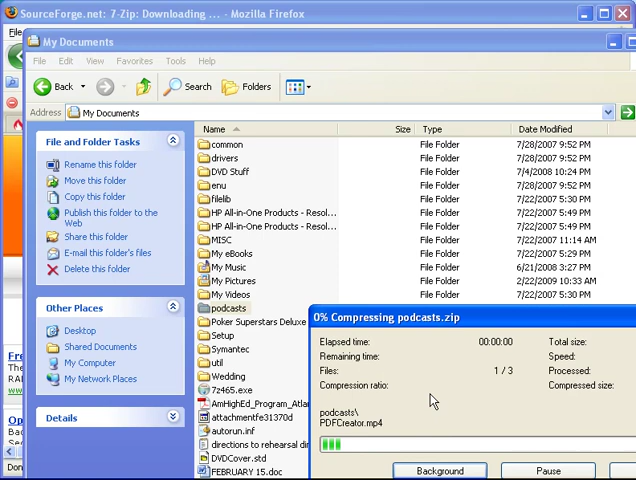 SourceForge.net: 7-Zip: Downloading ... - Mozilla Firefox
My Documents
File Edit View Favorites Tools Help
Back Search Folders
Address My Documents
File and Folder Tasks
Rename this folder
Move this folder
Copy this folder
Publish this folder to the
Web
Share this folder
E-mail this folder's files
Delete this folder
Other Places
Desktop
Shared Documents
My Computer
My Network Places
Details
Name Size Type Date Modified
common File Folder 7/28/2007 9:52 PM
drivers File Folder 7/28/2007 9:52 PM
DVD Stuff File Folder 7/4/2008 10:24 PM
enu File Folder 7/28/2007 9:52 PM
filelib File Folder 7/28/2007 9:52 PM
HP All-in-One Products - Resol... File Folder 7/22/2007 5:49 PM
HP All-in-One Products - Resol... File Folder 7/22/2007 5:49 PM
MISC File Folder 7/22/2007 11:14 AM
My eBooks File Folder 7/22/2007 5:49 PM
My Music File Folder 6/21/2008 3:27 PM
My Pictures File Folder 2/22/2009 10:33 AM
My Videos File Folder 7/22/2007 5:30 PM
podcasts
Poker Superstars Deluxe
Setup
Symantec
util
Wedding
7z465.exe
AmHighEd_Program_Atlan
attachmentfe31370d
autorun.inf
directions to rehearsal dir
DVDCover.std
FEBRUARY 15.doc
0% Compressing podcasts.zip
Elapsed time: 00:00:00 Total size:
Remaining time: Speed:
Files: 1 / 3 Processed:
Compression ratio: Compressed size:
podcasts\
PDFCreator.mp4
Background Pause
Don